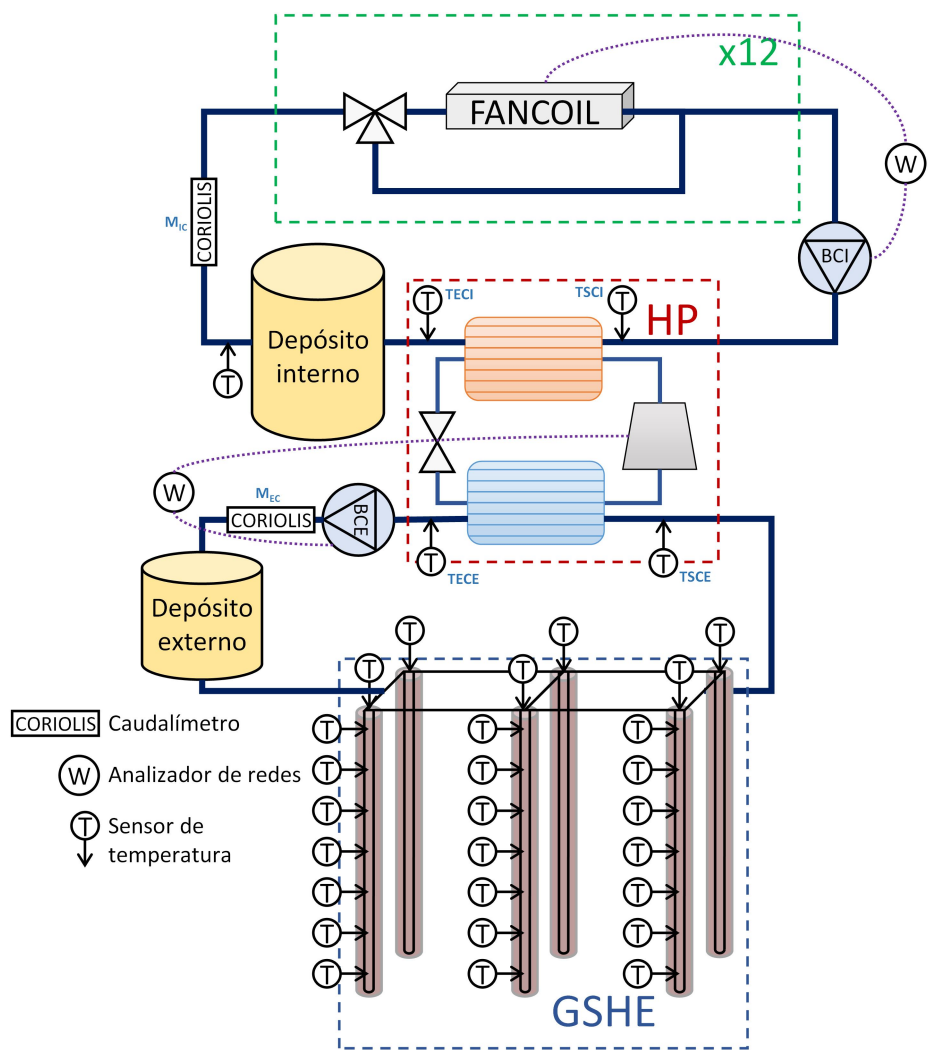 x12
FANCOIL
W
CORIOLIS
M_IC
BCI
T
TECI
T
TSCI
HP
Depósito
interno
T
W
M_EC
CORIOLIS
BCE
T
TECE
T
TSCE
Depósito
externo
T
T
T
T
T
T
CORIOLIS Caudalímetro
W Analizador de redes
T Sensor de
temperatura
T T T
T T T
T T T
T T T
T T T
T T T
T T T
GSHE